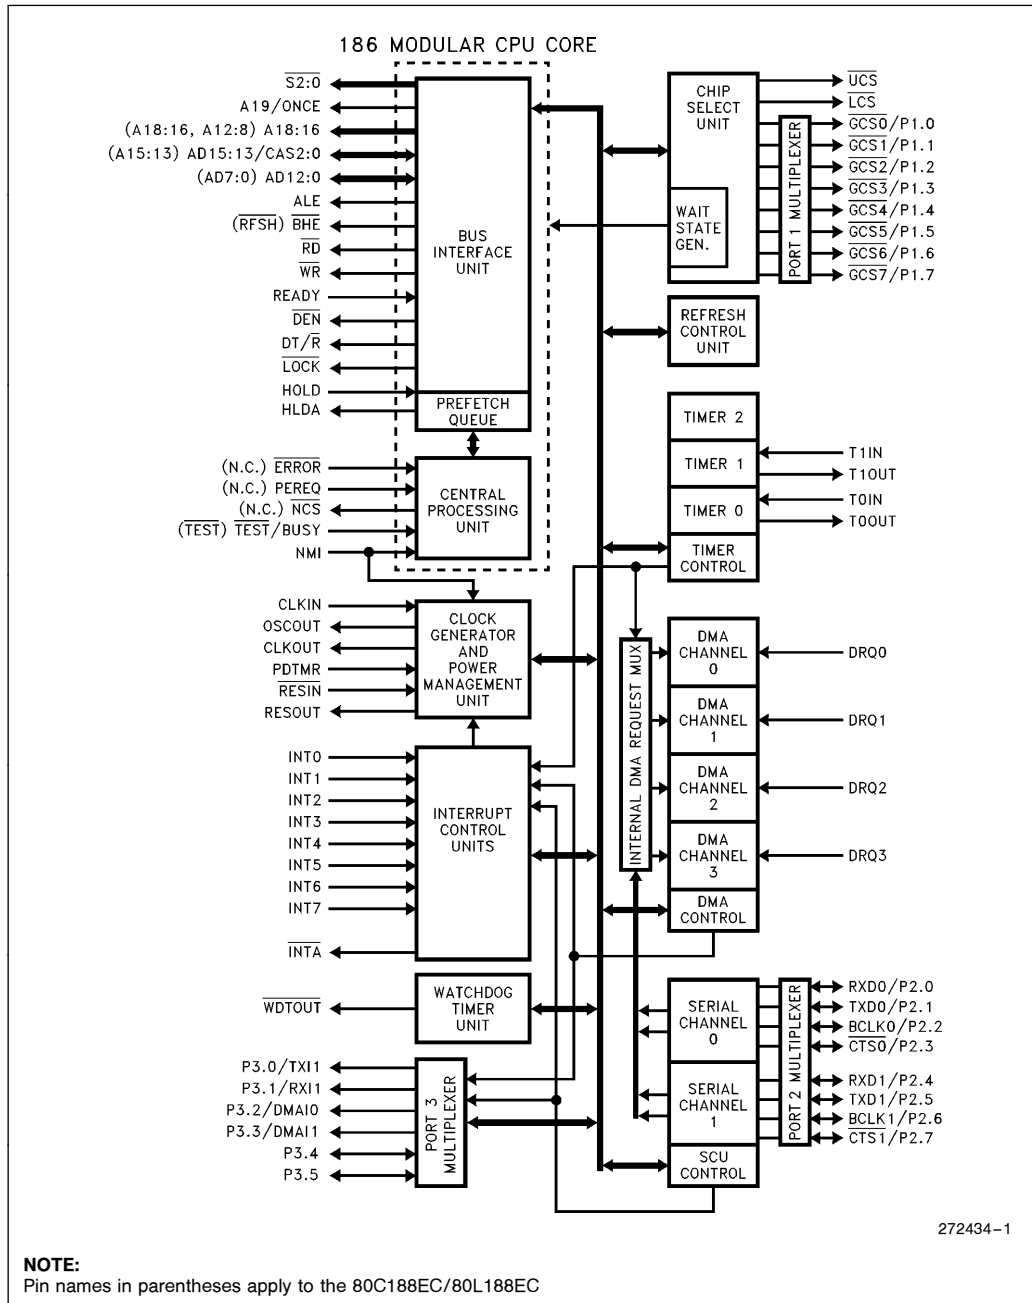 186 MODULAR CPU CORE
S2:0
A19/ONCE
(A18:16, A12:8) A18:16
(A15:13) AD15:13/CAS2:0
(AD7:0) AD12:0
ALE
(RFSH) BHE
RD
WR
READY
DEN
DT/R
LOCK
HOLD
HLDA
BUS
INTERFACE
UNIT
PREFETCH
QUEUE
(N.C.) ERROR
(N.C.) PEREQ
(N.C.) NCS
(TEST) TEST/BUSY
NMI
CENTRAL
PROCESSING
UNIT
CLKIN
OSCOUT
CLKOUT
PDTMR
RESIN
RESOUT
CLOCK
GENERATOR
AND
POWER
MANAGEMENT
UNIT
INT0
INT1
INT2
INT3
INT4
INT5
INT6
INT7
INTA
INTERRUPT
CONTROL
UNITS
WDTOUT
WATCHDOG
TIMER
UNIT
P3.0/TXI1
P3.1/RXI1
P3.2/DMAI0
P3.3/DMAI1
P3.4
P3.5
PORT 3
MULTIPLEXER
CHIP
SELECT
UNIT
WAIT
STATE
GEN.
PORT 1 MULTIPLEXER
UCS
LCS
GCS0/P1.0
GCS1/P1.1
GCS2/P1.2
GCS3/P1.3
GCS4/P1.4
GCS5/P1.5
GCS6/P1.6
GCS7/P1.7
REFRESH
CONTROL
UNIT
TIMER 2
TIMER 1
TIMER 0
TIMER
CONTROL
T1IN
T1OUT
T0IN
T0OUT
INTERNAL DMA REQUEST MUX
DMA
CHANNEL
0
DMA
CHANNEL
1
DMA
CHANNEL
2
DMA
CHANNEL
3
DMA
CONTROL
DRQ0
DRQ1
DRQ2
DRQ3
SERIAL
CHANNEL
0
SERIAL
CHANNEL
1
SCU
CONTROL
PORT 2 MULTIPLEXER
RXD0/P2.0
TXD0/P2.1
BCLK0/P2.2
CTS0/P2.3
RXD1/P2.4
TXD1/P2.5
BCLK1/P2.6
CTS1/P2.7
272434-1
NOTE:
Pin names in parentheses apply to the 80C188EC/80L188EC